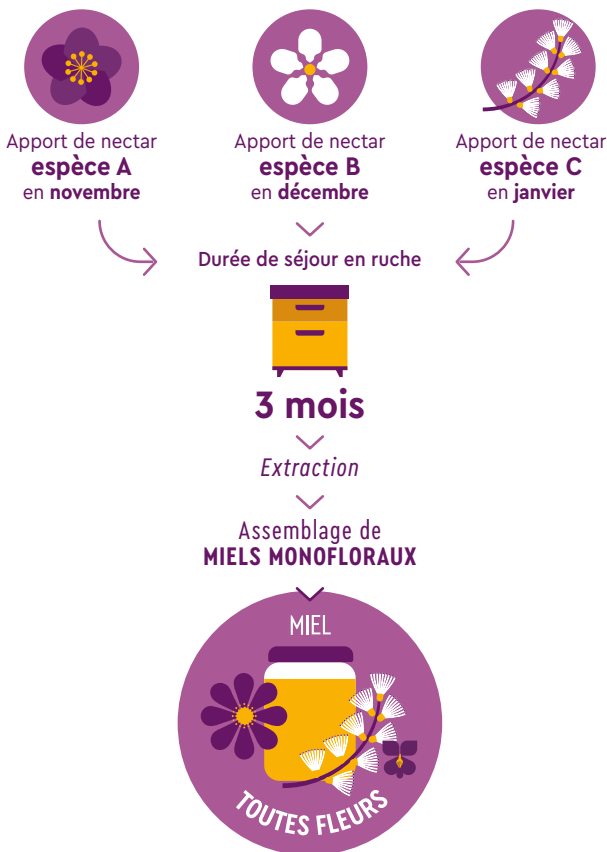 Apport de nectar
espèce A
en novembre
Apport de nectar
espèce B
en décembre
Apport de nectar
espèce C
en janvier
Durée de séjour en ruche
3 mois
Extraction
Assemblage de
MIELS MONOFLORAUX
MIEL
TOUTES FLEURS